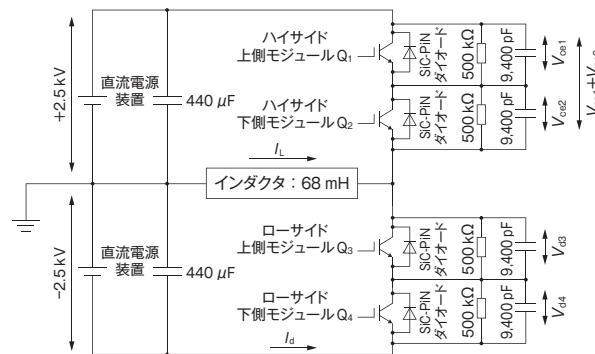 +2.5 kV
直流電源
装置
440 μF
ハイサイド
上側モジュールQ1
SiC-PiN
ダイオード
500 kΩ
9,400 pF
Vce1
ハイサイド
下側モジュールQ2
SiC-PiN
ダイオード
500 kΩ
9,400 pF
Vce2
IL
インダクタ：68 mH
−2.5 kV
直流電源
装置
440 μF
ローサイド
上側モジュールQ3
SiC-PiN
ダイオード
500 kΩ
9,400 pF
Vd3
ローサイド
下側モジュールQ4
SiC-PiN
ダイオード
500 kΩ
9,400 pF
Vd4
Id